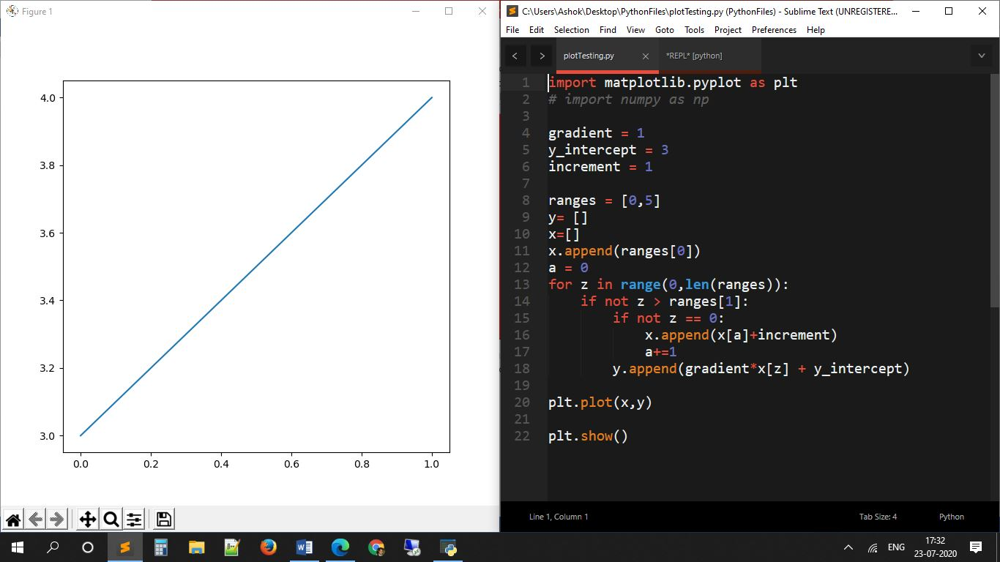 Figure 1
4.0
3.8
3.6
3.4
3.2
3.0
0.0 0.2 0.4 0.6 0.8 1.0
C:\Users\Ashok\Desktop\PythonFiles\plotTesting.py (PythonFiles) - Sublime Text (UNREGISTERE...
File Edit Selection Find View Goto Tools Project Preferences Help
plotTesting.py *REPL* [python]
1 import matplotlib.pyplot as plt
2 # import numpy as np
3
4 gradient = 1
5 y_intercept = 3
6 increment = 1
7
8 ranges = [0,5]
9 y= []
10 x=[]
11 x.append(ranges[0])
12 a = 0
13 for z in range(0,len(ranges)):
14     if not z > ranges[1]:
15         if not z == 0:
16             x.append(x[a]+increment)
17             a+=1
18         y.append(gradient*x[z] + y_intercept)
19
20 plt.plot(x,y)
21
22 plt.show()
Line 1, Column 1 Tab Size: 4 Python
ENG 17:32
23-07-2020